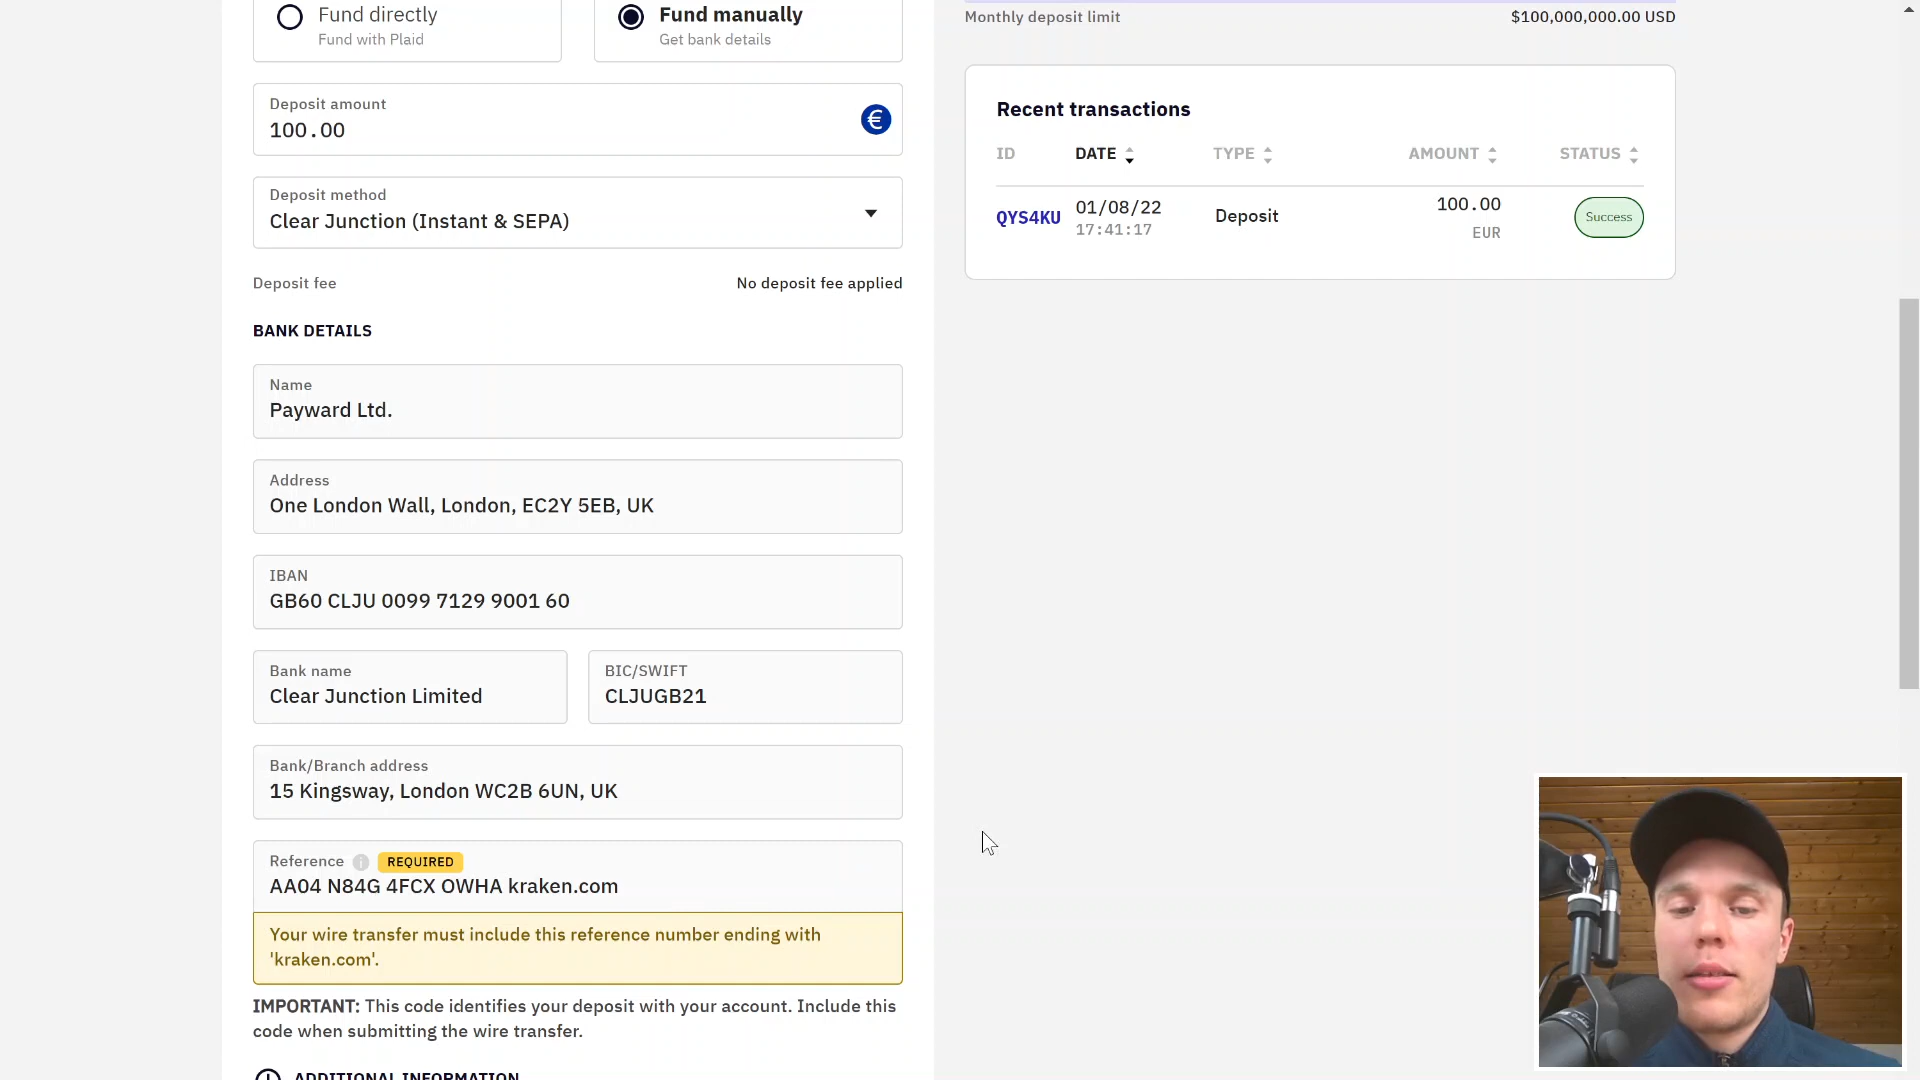 Fund directly
Fund with Plaid
Fund manually
Get bank details
Deposit amount
100.00
€
Deposit method
Clear Junction (Instant & SEPA)
Deposit fee
No deposit fee applied
BANK DETAILS
Name
Payward Ltd.
Address
One London Wall, London, EC2Y 5EB, UK
IBAN
GB60 CLJU 0099 7129 9001 60
Bank name
Clear Junction Limited
BIC/SWIFT
CLJUGB21
Bank/Branch address
15 Kingsway, London WC2B 6UN, UK
Reference REQUIRED
AA04 N84G 4FCX OWHA kraken.com
Your wire transfer must include this reference number ending with
'kraken.com'.
IMPORTANT: This code identifies your deposit with your account. Include this
code when submitting the wire transfer.
ADDITIONAL INFORMATION
Monthly deposit limit
$100,000,000.00 USD
Recent transactions
ID DATE TYPE AMOUNT STATUS
QYS4KU 01/08/22 Deposit 100.00 Success
17:41:17 EUR